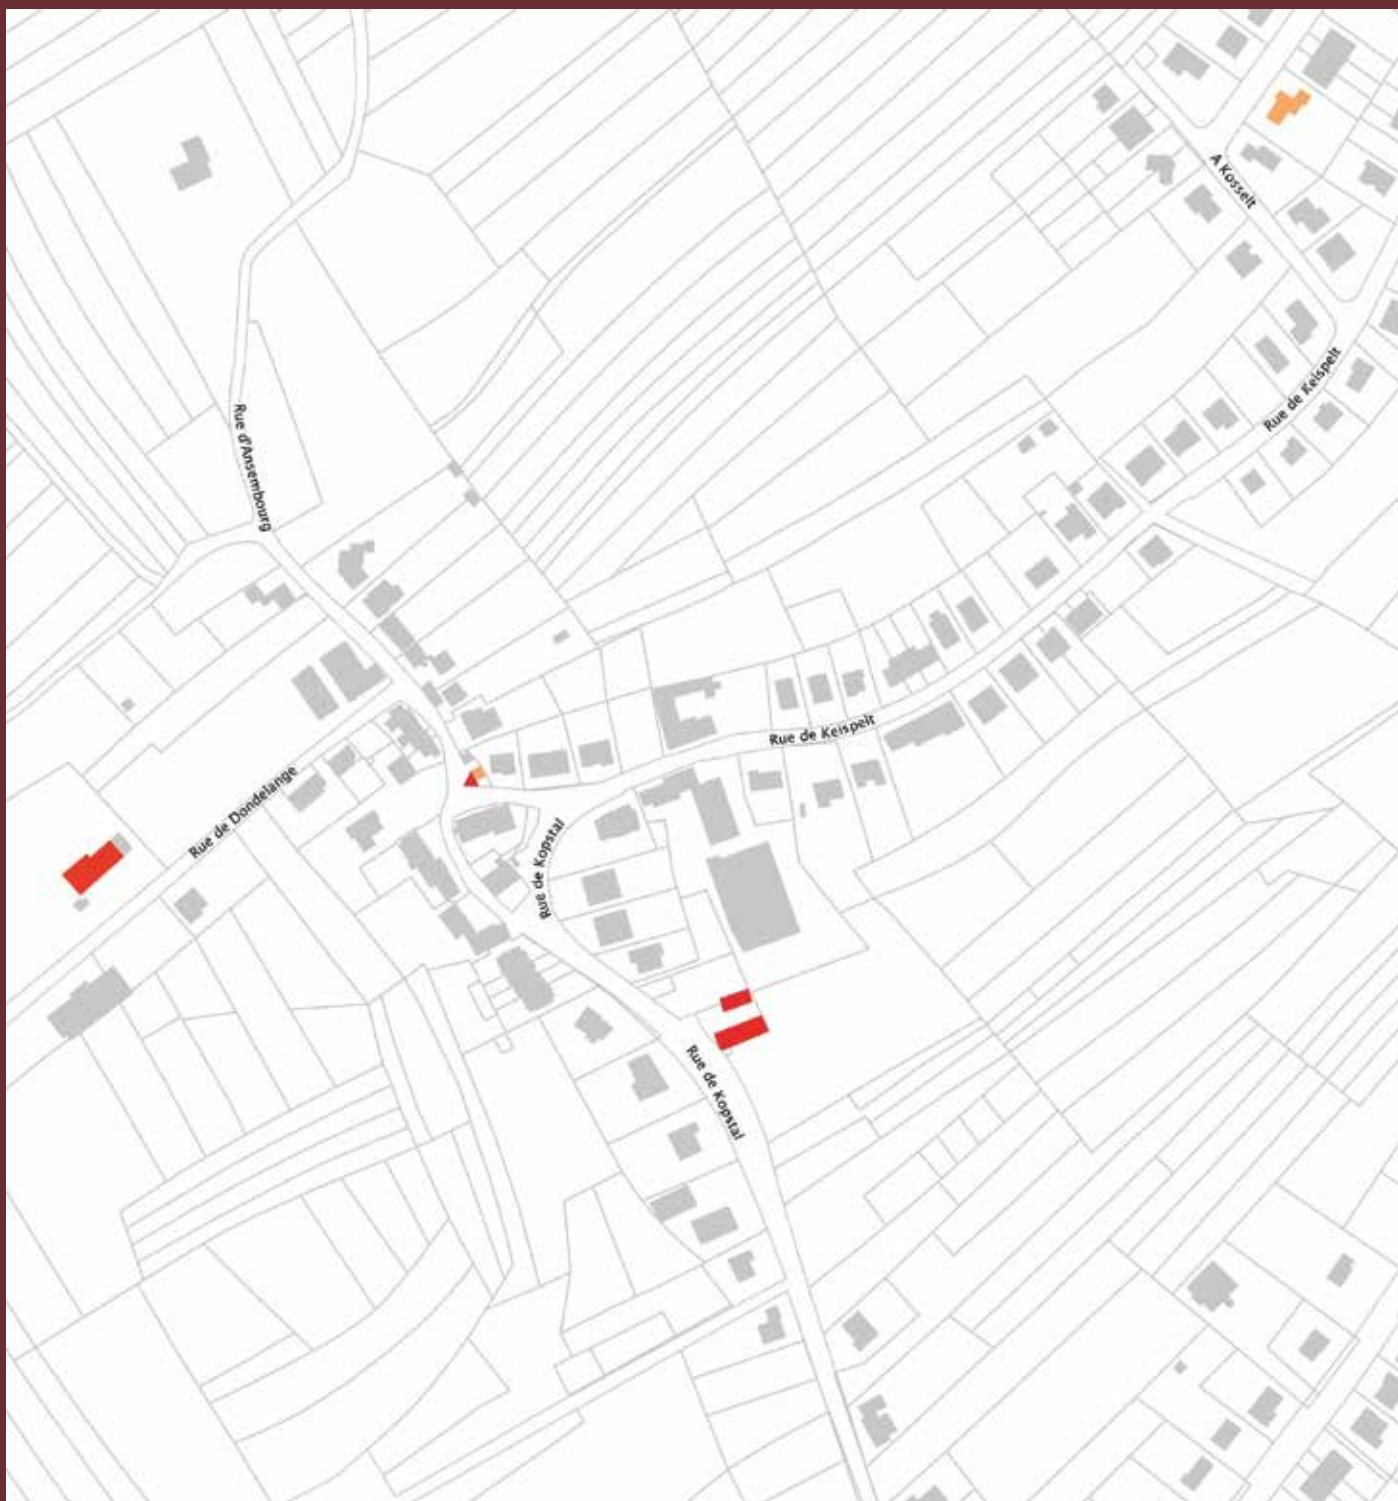 A Kosselt
Rue de Keispelt
Rue d'Ansembourg
Rue de Keispelt
Rue de Dondelange
Rue de Kopstal
Rue de Kopstal